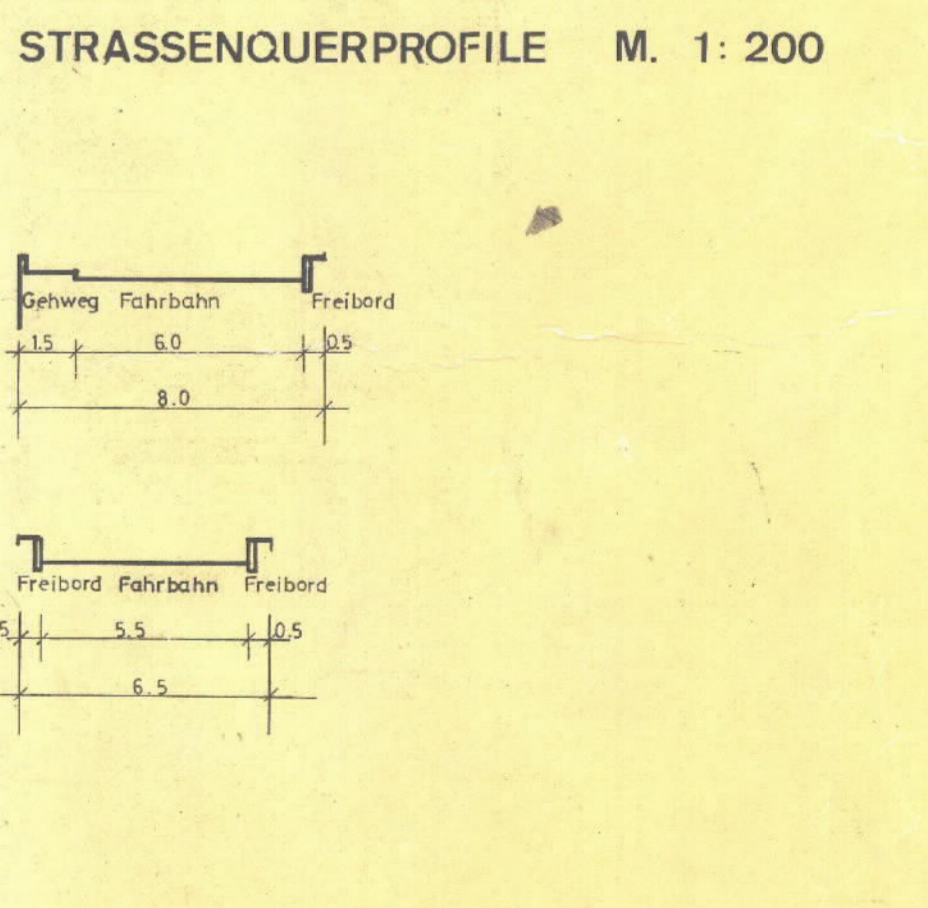 STRASSENQUERPROFILE M. 1: 200
Gehweg Fahrbahn Freibord
1.5 6.0 0.5
8.0
Freibord Fahrbahn Freibord
5 5.5 0.5
6.5